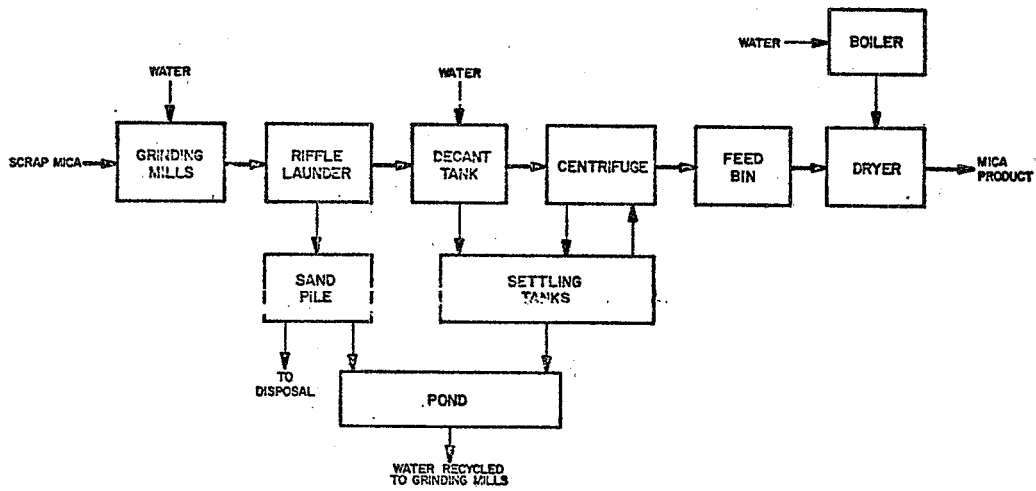 WATER
BOILER
WATER
WATER
SCRAP MICA
GRINDING
MILLS
RIFFLE
LAUNDER
DECANT
TANK
CENTRIFUGE
FEED
BIN
DRYER
MICA
PRODUCT
SAND
PILE
SETTLING
TANKS
TO
DISPOSAL
POND
WATER RECYCLED
TO GRINDING MILLS